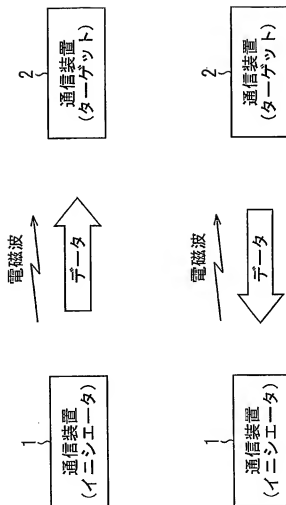 1
通信装置
(イニシエータ)
電磁波
データ
2
通信装置
(ターゲット)
1
通信装置
(イニシエータ)
電磁波
データ
2
通信装置
(ターゲット)